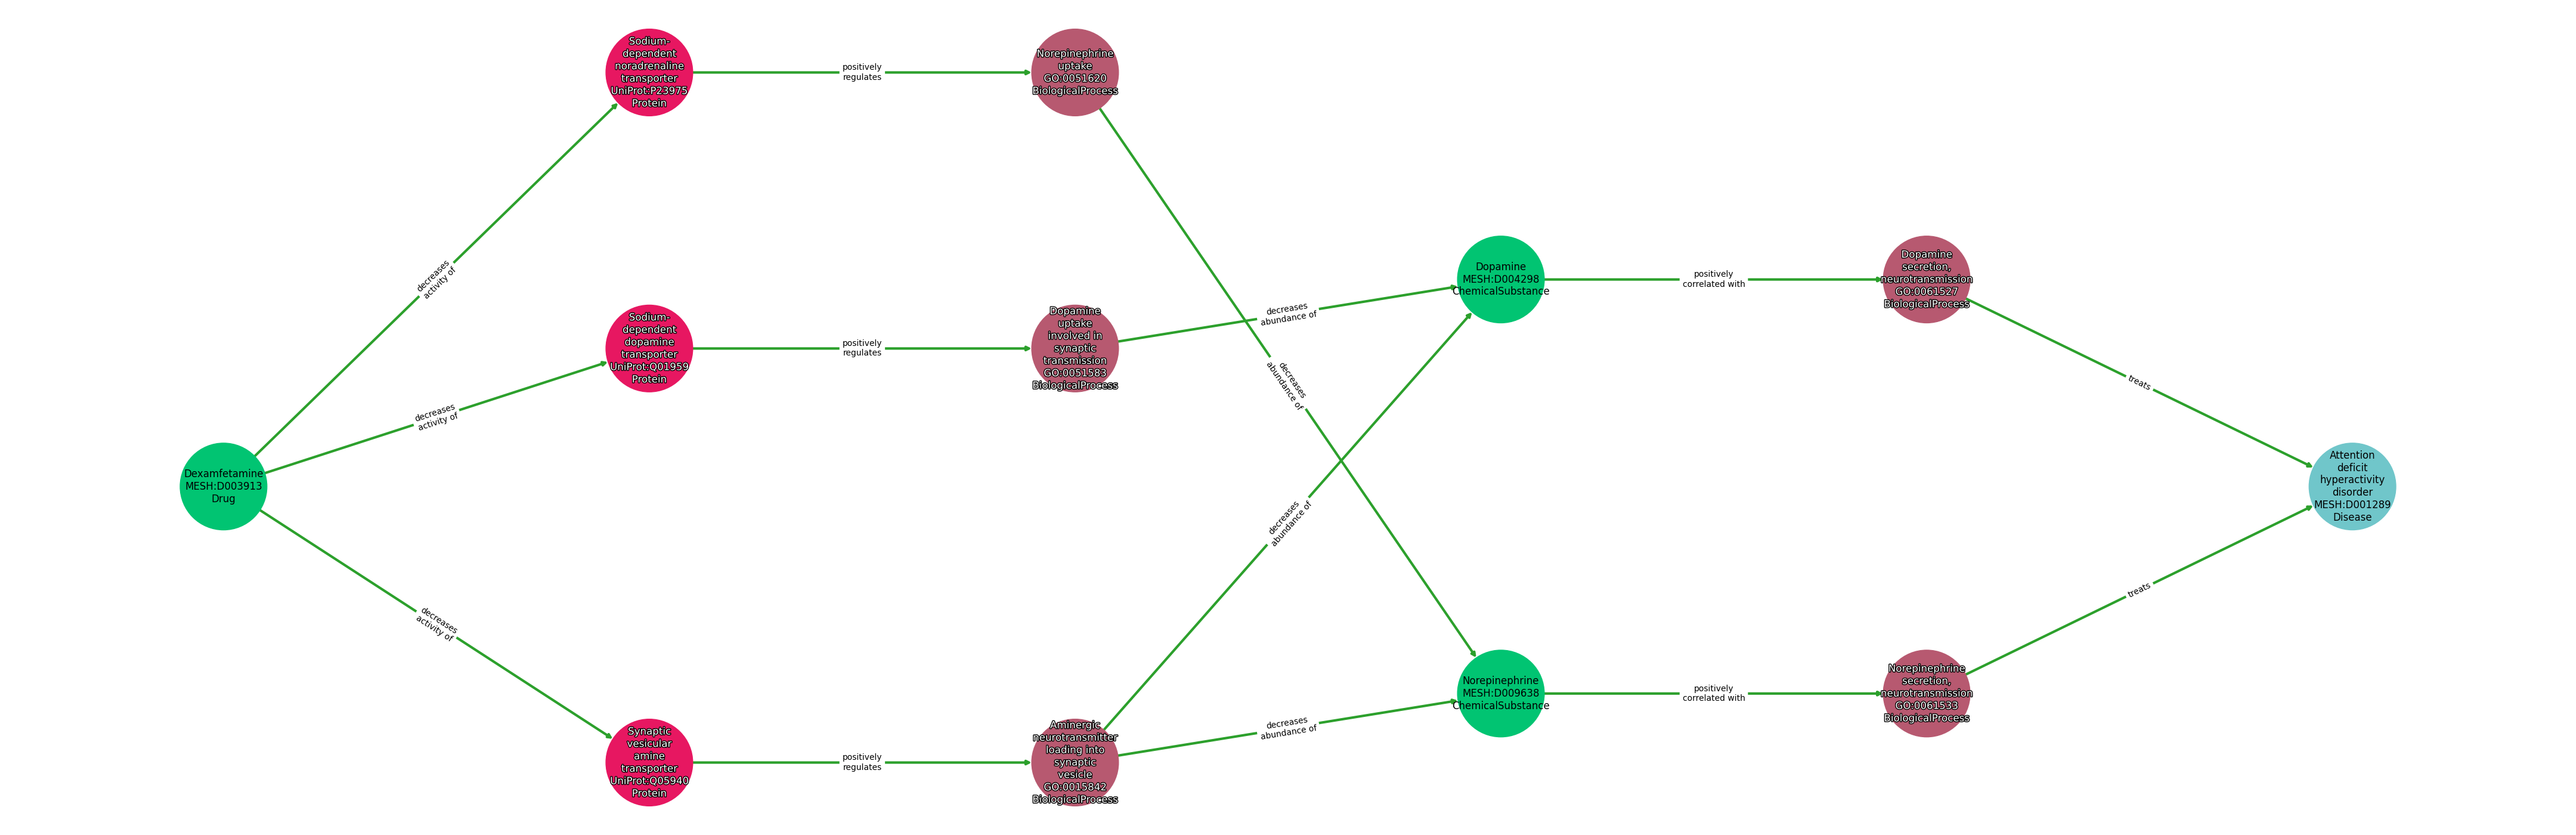 Sodium-
dependent
noradrenaline
transporter
UniProt:P23975
Protein
positively
regulates
Norepinephrine
uptake
GO:0051620
BiologicalProcess
decreases
activity of
Sodium-
dependent
dopamine
transporter
UniProt:Q01959
Protein
positively
regulates
Dopamine
uptake
involved in
synaptic
transmission
GO:0051583
BiologicalProcess
decreases
abundance of
Dopamine
MESH:D004298
ChemicalSubstance
positively
correlated with
Dopamine
secretion,
neurotransmission
GO:0061527
BiologicalProcess
decreases
abundance of
treats
decreases
activity of
Dexamfetamine
MESH:D003913
Drug
decreases
abundance of
Attention
deficit
hyperactivity
disorder
MESH:D001289
Disease
decreases
activity of
treats
Synaptic
vesicular
amine
transporter
UniProt:Q05940
Protein
positively
regulates
Aminergic
neurotransmitter
loading into
synaptic
vesicle
GO:0015842
BiologicalProcess
decreases
abundance of
Norepinephrine
MESH:D009638
ChemicalSubstance
positively
correlated with
Norepinephrine
secretion,
neurotransmission
GO:0061533
BiologicalProcess